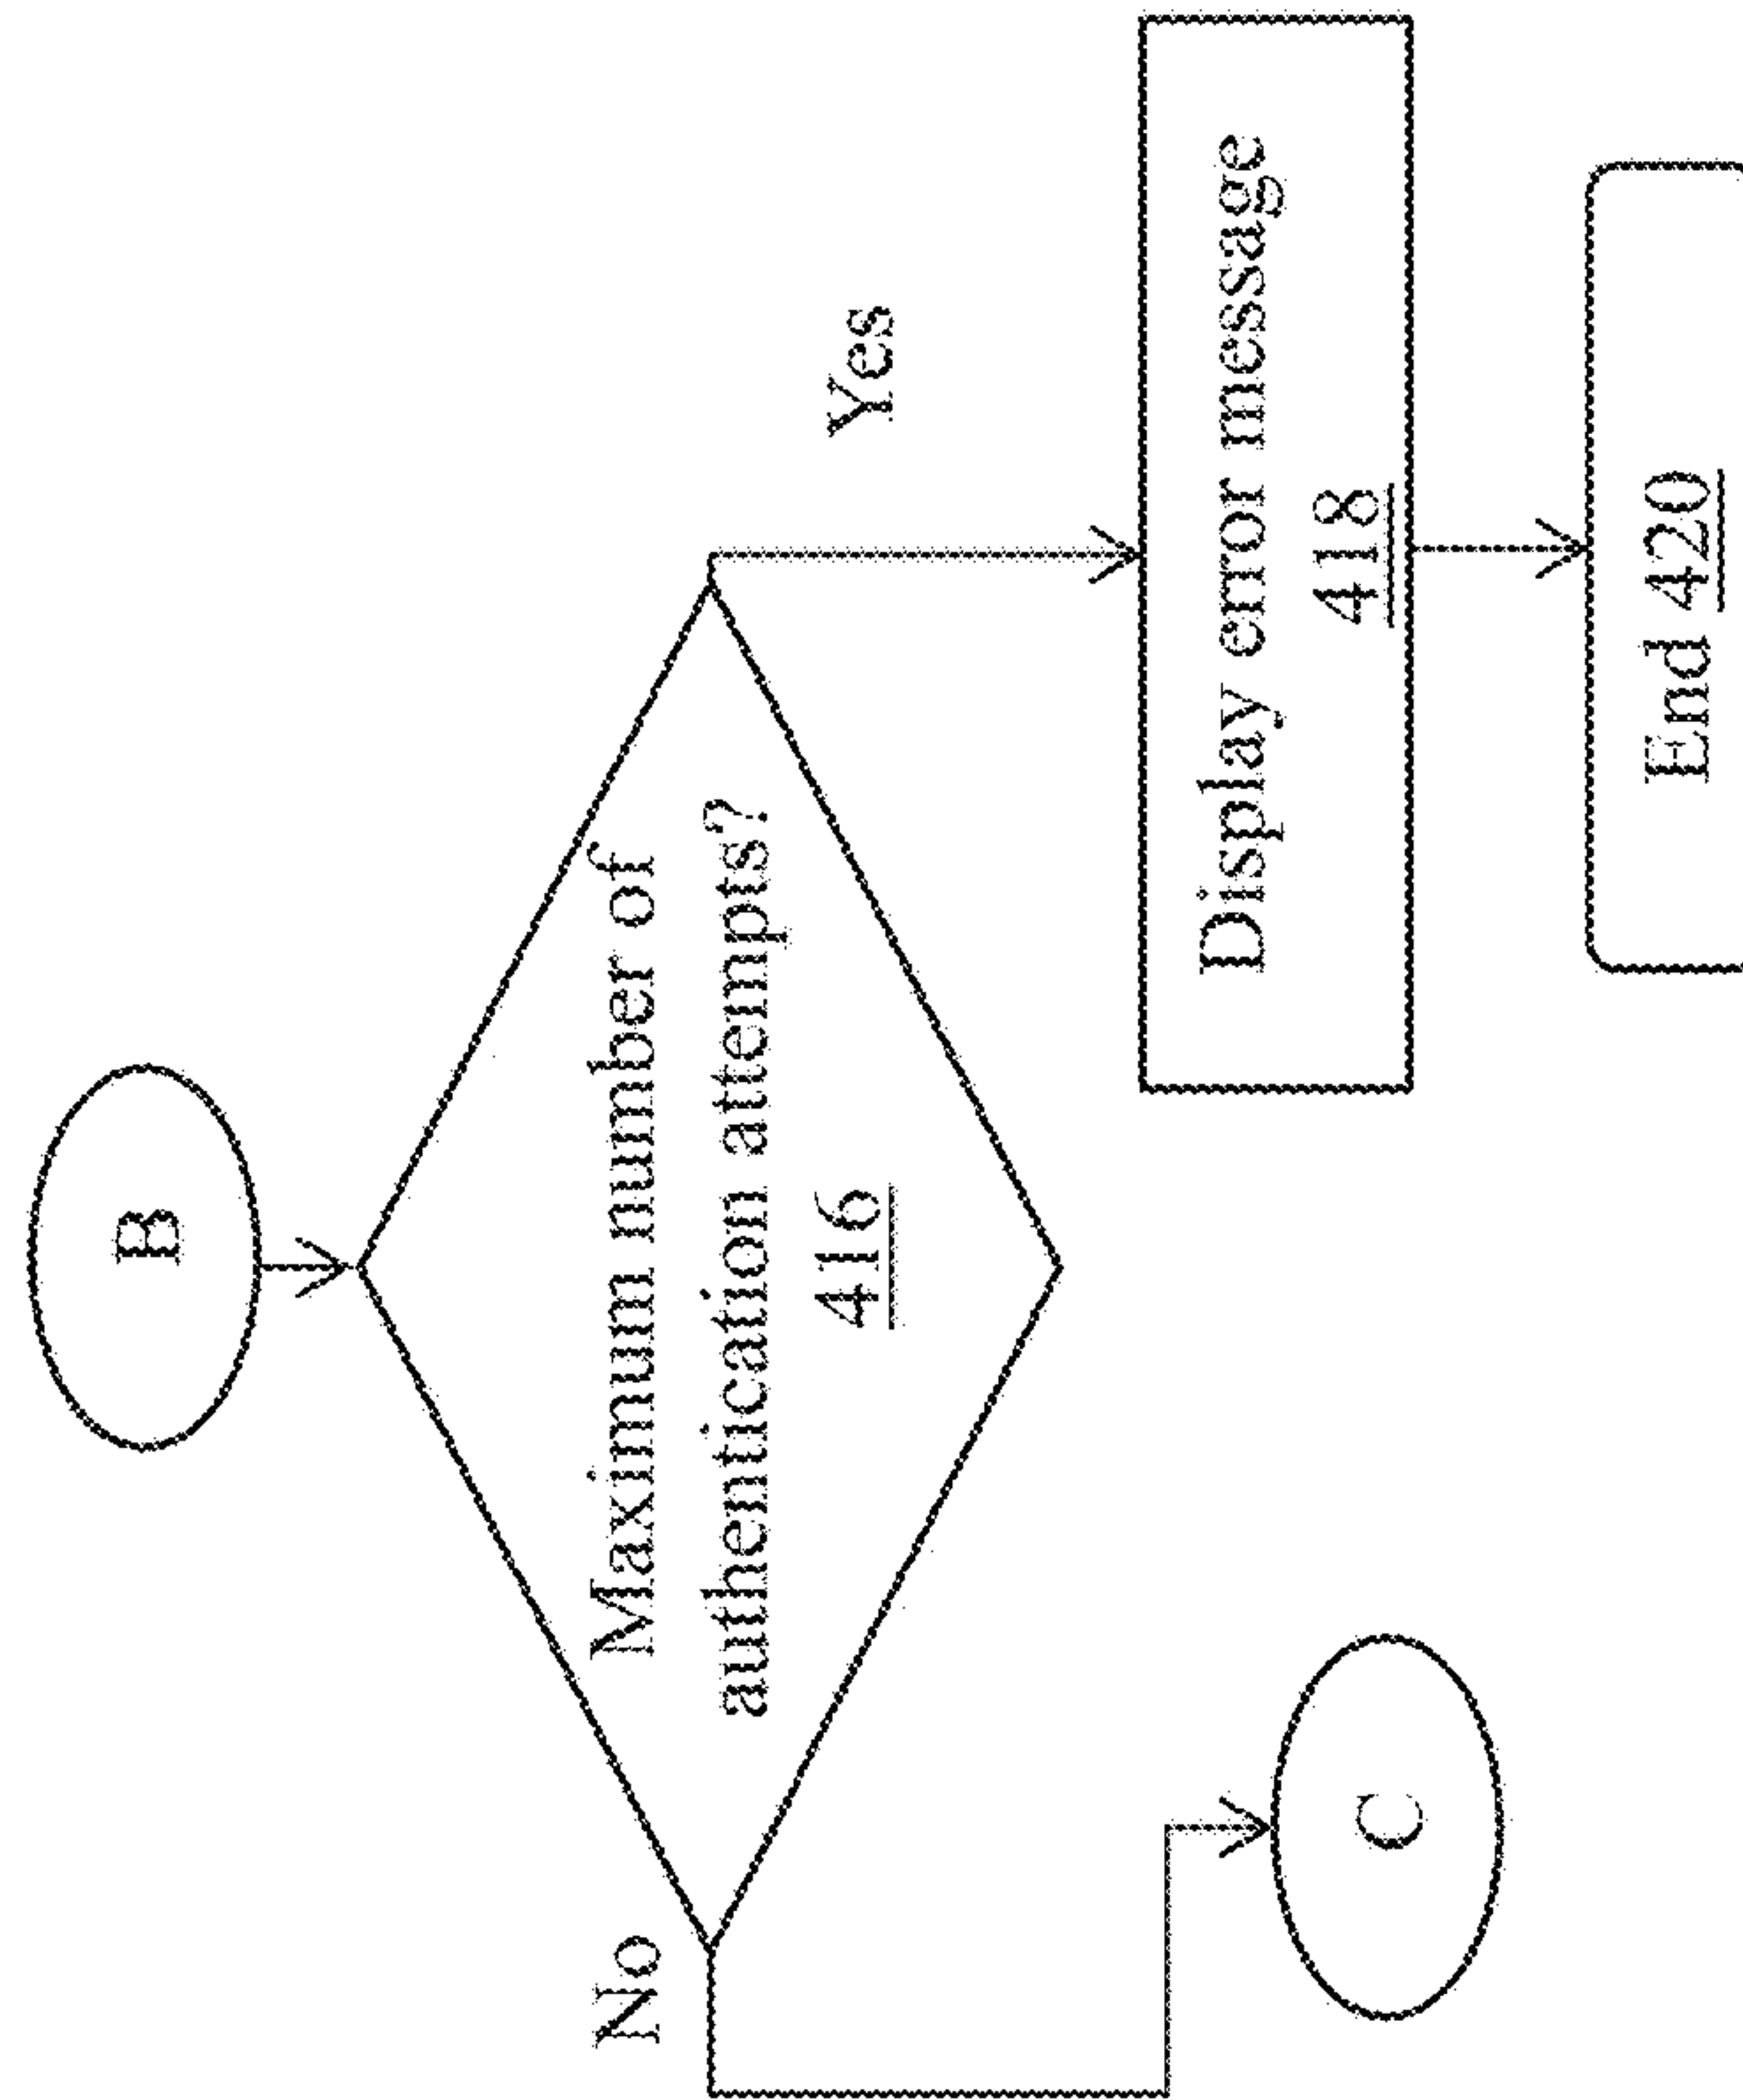 B
Maximum number of
authentication attempts?
416
No
Yes
Display error message
418
C
End 420